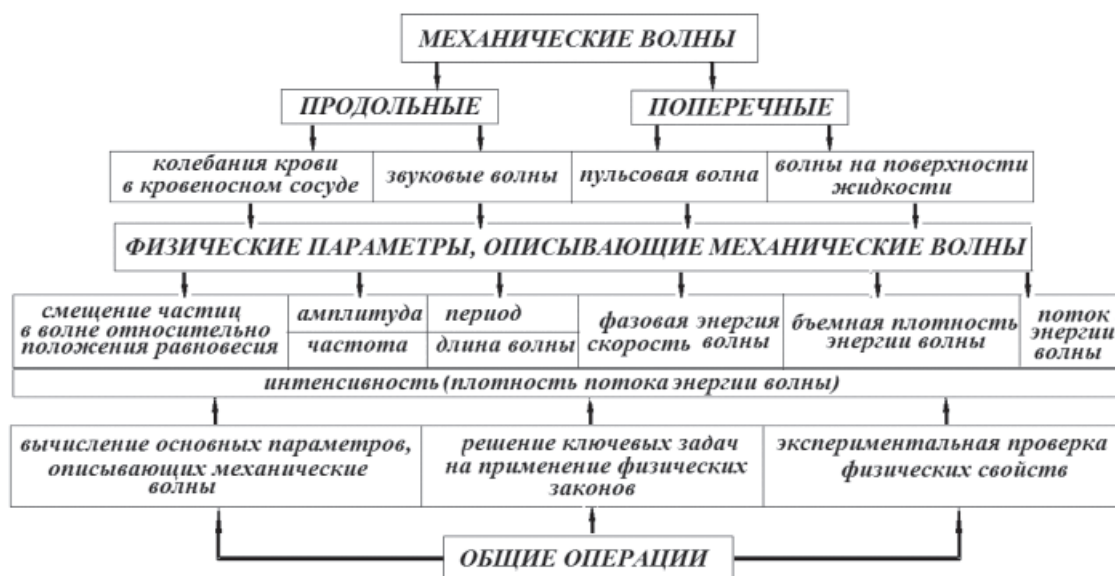 МЕХАНИЧЕСКИЕ ВОЛНЫ
ПРОДОЛЬНЫЕ
ПОПЕРЕЧНЫЕ
колебания крови
в кровеносном сосуде
звуковые волны
пульсовая волна
волны на поверхности
жидкости
ФИЗИЧЕСКИЕ ПАРАМЕТРЫ, ОПИСЫВАЮЩИЕ МЕХАНИЧЕСКИЕ ВОЛНЫ
смещение частиц
в волне относительно
положения равновесия
амплитуда
частота
период
длина волны
фазовая
скорость
энергия
волны
бъемная плотность
энергии волны
поток
энергии
волны
интенсивность (плотность потока энергии волны)
вычисление основных параметров,
описывающих механические
волны
решение ключевых задач
на применение физических
законов
экспериментальная проверка
физических свойств
ОБЩИЕ ОПЕРАЦИИ